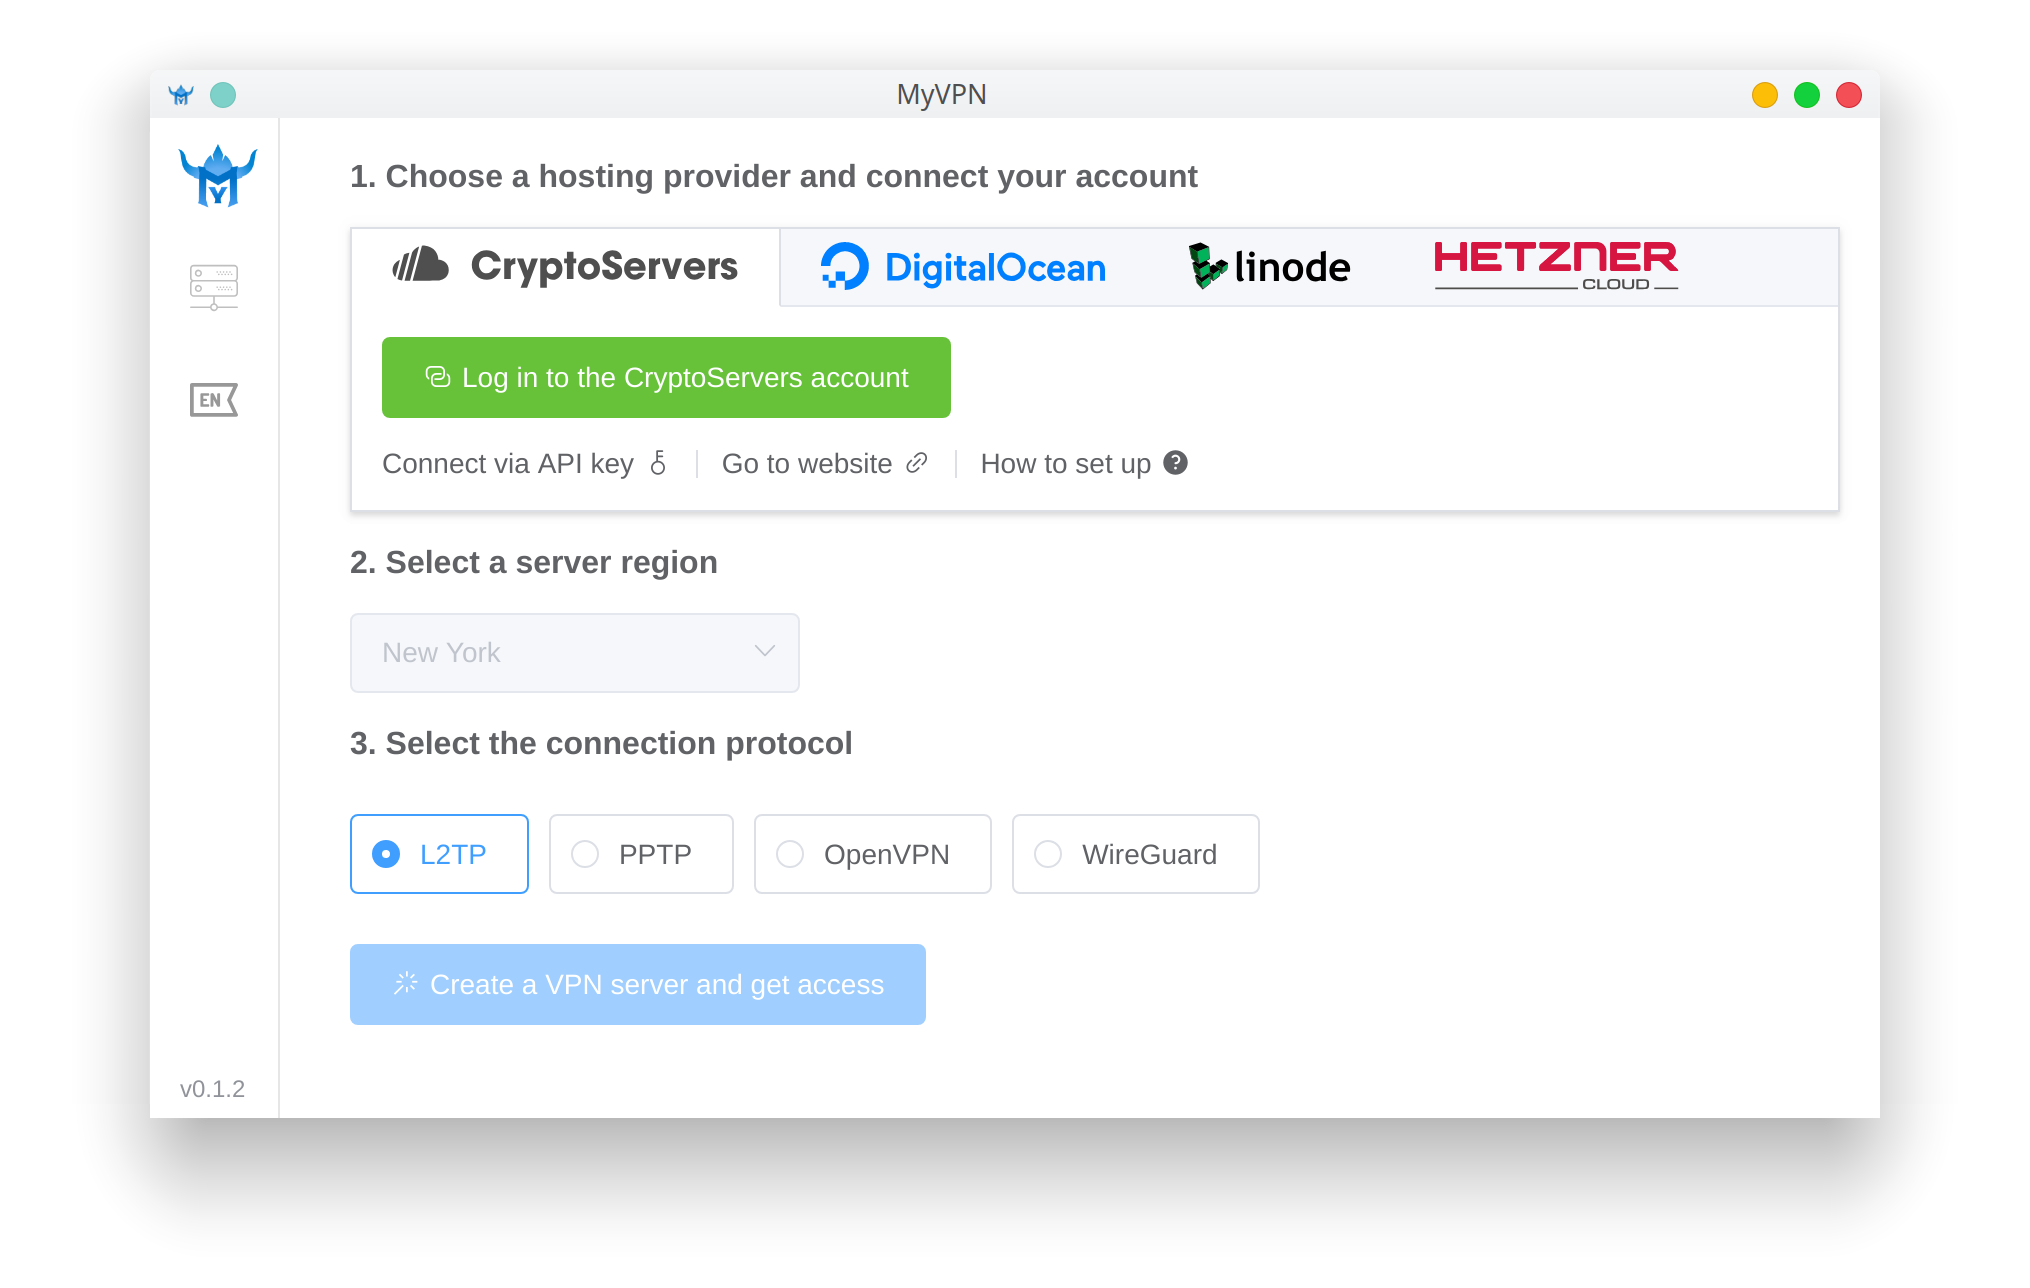 MyVPN
1. Choose a hosting provider and connect your account
CryptoServers
DigitalOcean
linode
HETZNER
CLOUD
Log in to the CryptoServers account
Connect via API key
Go to website
How to set up ?
EN
2. Select a server region
New York
3. Select the connection protocol
L2TP
PPTP
OpenVPN
WireGuard
Create a VPN server and get access
v0.1.2